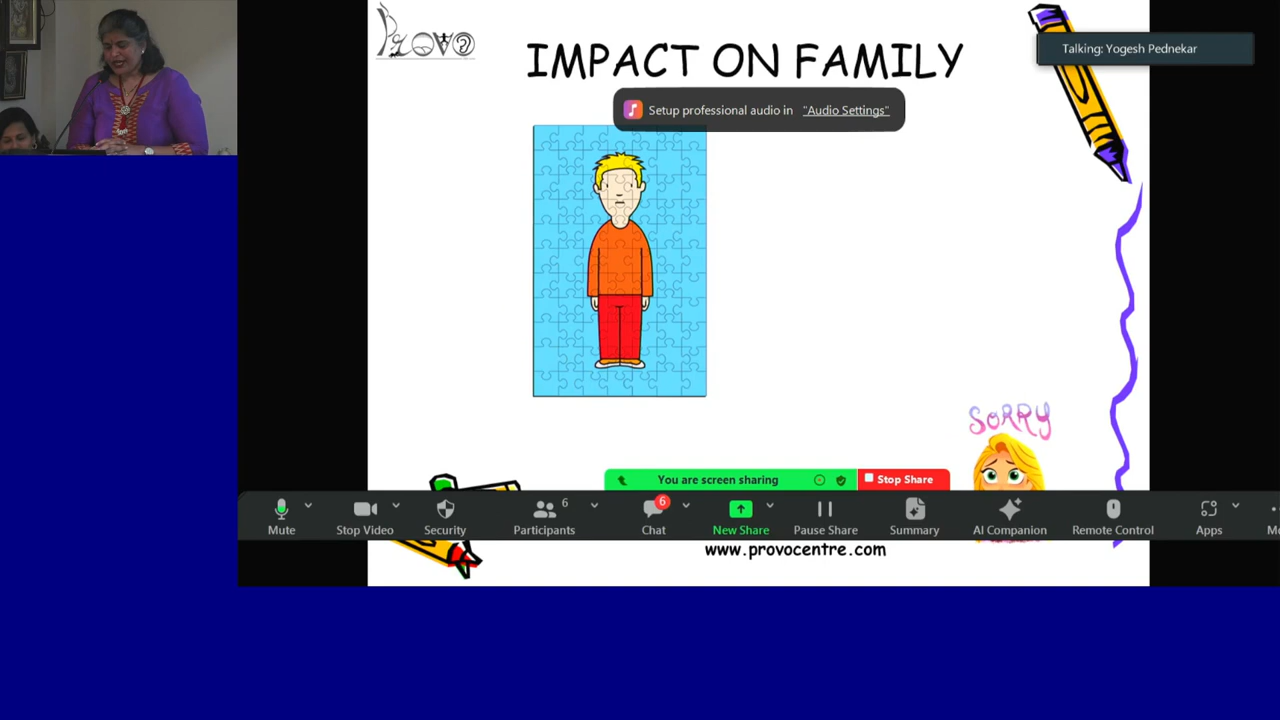 PROVO
IMPACT ON FAMILY
Talking: Yogesh Pednekar
Setup professional audio in "Audio Settings"
SORRY
You are screen sharing
Stop Share
6
6
Mute
Stop Video
Security
Participants
Chat
New Share
Pause Share
Summary
AI Companion
Remote Control
Apps
Mo
www.provocentre.com